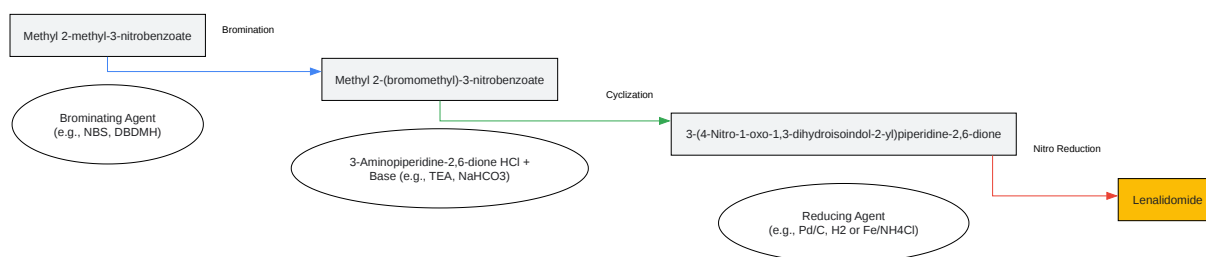 Methyl 2-methyl-3-nitrobenzoate
Bromination
Brominating Agent
(e.g., NBS, DBDMH)
Methyl 2-(bromomethyl)-3-nitrobenzoate
Cyclization
3-Aminopiperidine-2,6-dione HCl +
Base (e.g., TEA, NaHCO3)
3-(4-Nitro-1-oxo-1,3-dihydroisoindol-2-yl)piperidine-2,6-dione
Nitro Reduction
Reducing Agent
(e.g., Pd/C, H2 or Fe/NH4Cl)
Lenalidomide